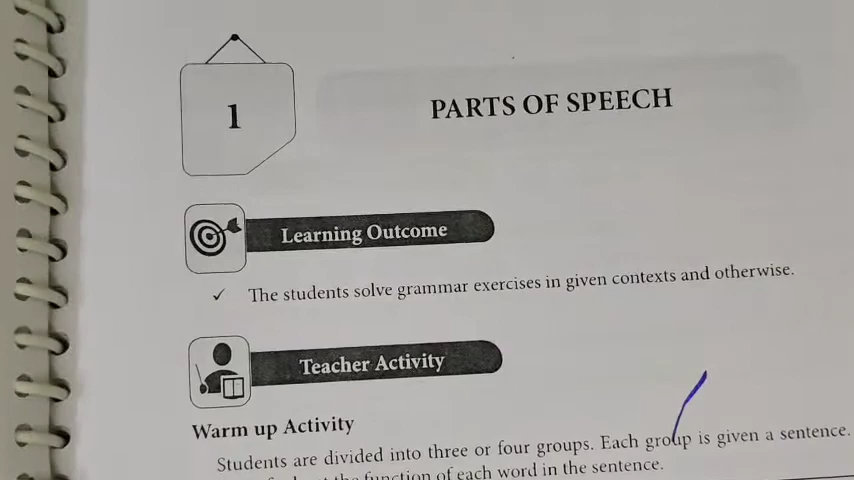 1
PARTS OF SPEECH
Learning Outcome
✓ The students solve grammar exercises in given contexts and otherwise.
Teacher Activity
Warm up Activity
Students are divided into three or four groups. Each group is given a sentence.
the function of each word in the sentence.